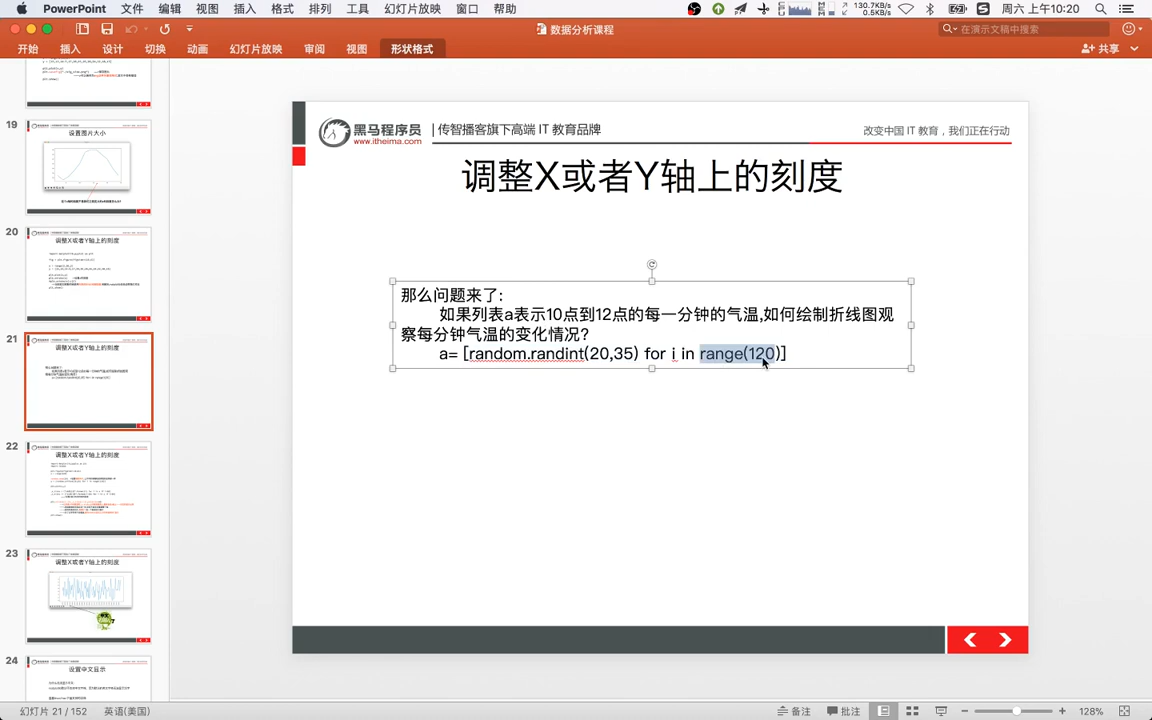 PowerPoint 文件 编辑 视图 插入 格式 排列 工具 幻灯片放映 窗口 帮助 130.7KB/s 0.5KB/s 周六 上午10:20
数据分析课程
在演示文稿中搜索
开始 插入 设计 切换 动画 幻灯片放映 审阅 视图 形状格式 共享
19
设置图片大小
20
调整X或者Y轴上的刻度
21
调整X或者Y轴上的刻度
22
调整X或者Y轴上的刻度
23
调整X或者Y轴上的刻度
24
设置中文显示
黑马程序员
www.itheima.com
传智播客旗下高端 IT 教育品牌
改变中国 IT 教育，我们正在行动
调整X或者Y轴上的刻度
那么问题来了:
如果列表a表示10点到12点的每一分钟的气温,如何绘制折线图观
察每分钟气温的变化情况?
a= [random.randint(20,35) for i in range(120)]
幻灯片 21 / 152 英语(美国) 备注 批注 128%